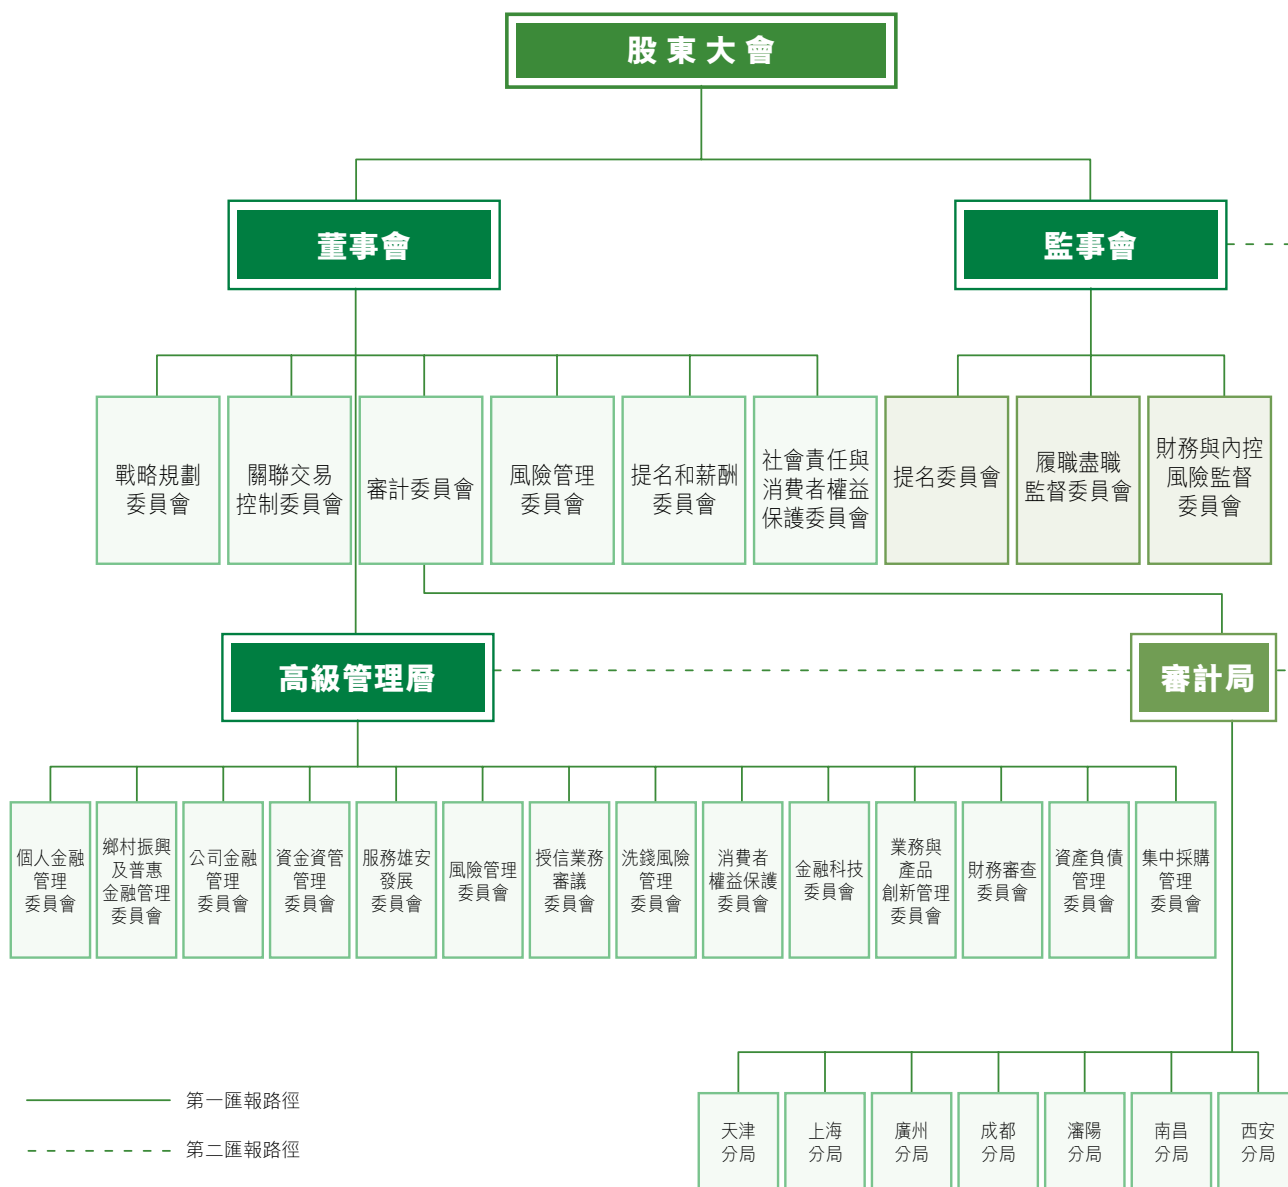 股東大會
董事會
監事會
戰略規劃
委員會
關聯交易
控制委員會
審計委員會
風險管理
委員會
提名和薪酬
委員會
社會責任與
消費者權益
保護委員會
提名委員會
履職盡職
監督委員會
財務與內控
風險監督
委員會
高級管理層
審計局
個人金融
管理
委員會
鄉村振興
及普惠
金融管理
委員會
公司金融
管理
委員會
資金資管
管理
委員會
服務雄安
發展
委員會
風險管理
委員會
授信業務
審議
委員會
洗錢風險
管理
委員會
消費者
權益保護
委員會
金融科技
委員會
業務與
產品
創新管理
委員會
財務審查
委員會
資產負債
管理
委員會
集中採購
管理
委員會
天津
分局
上海
分局
廣州
分局
成都
分局
瀋陽
分局
南昌
分局
西安
分局
第一匯報路徑
第二匯報路徑